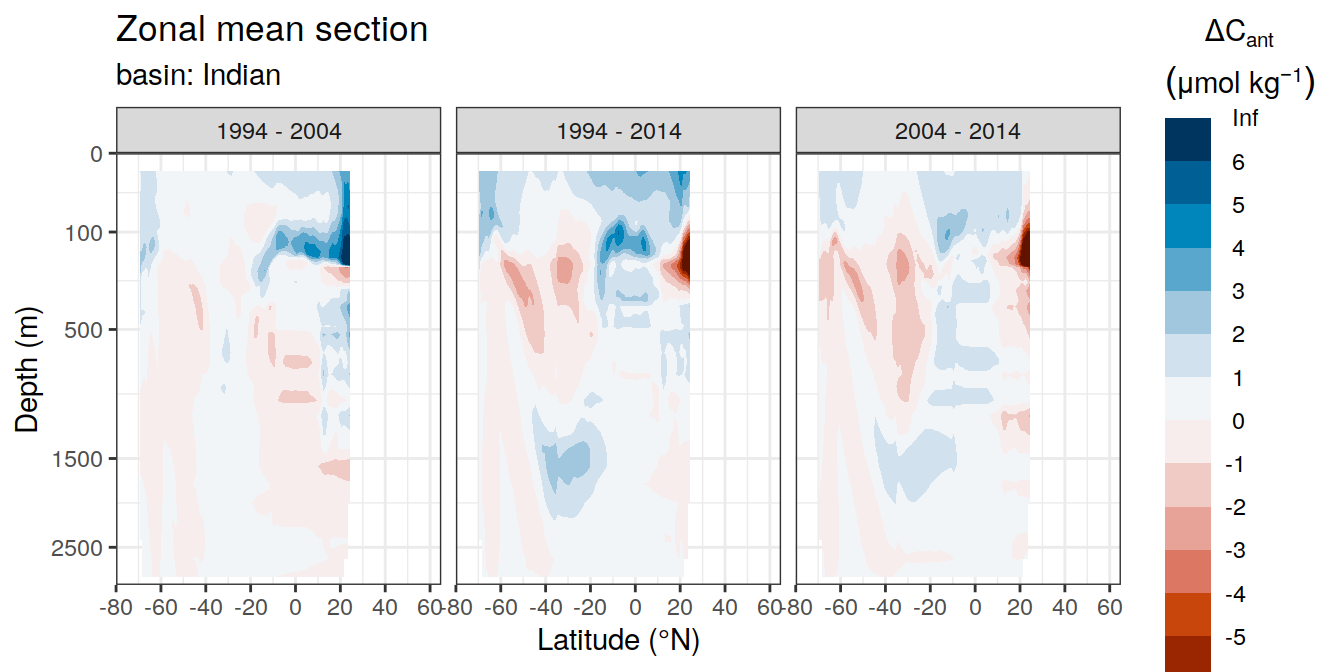 Zonal mean section
basin: Indian
1994 - 2004
1994 - 2014
2004 - 2014
Depth (m)
0
100
500
1500
2500
-80 -60 -40 -20 0 20 40 60
-80 -60 -40 -20 0 20 40 60
-80 -60 -40 -20 0 20 40 60
Latitude (°N)
ΔCant
(μmol kg⁻¹)
Inf
6
5
4
3
2
1
0
-1
-2
-3
-4
-5